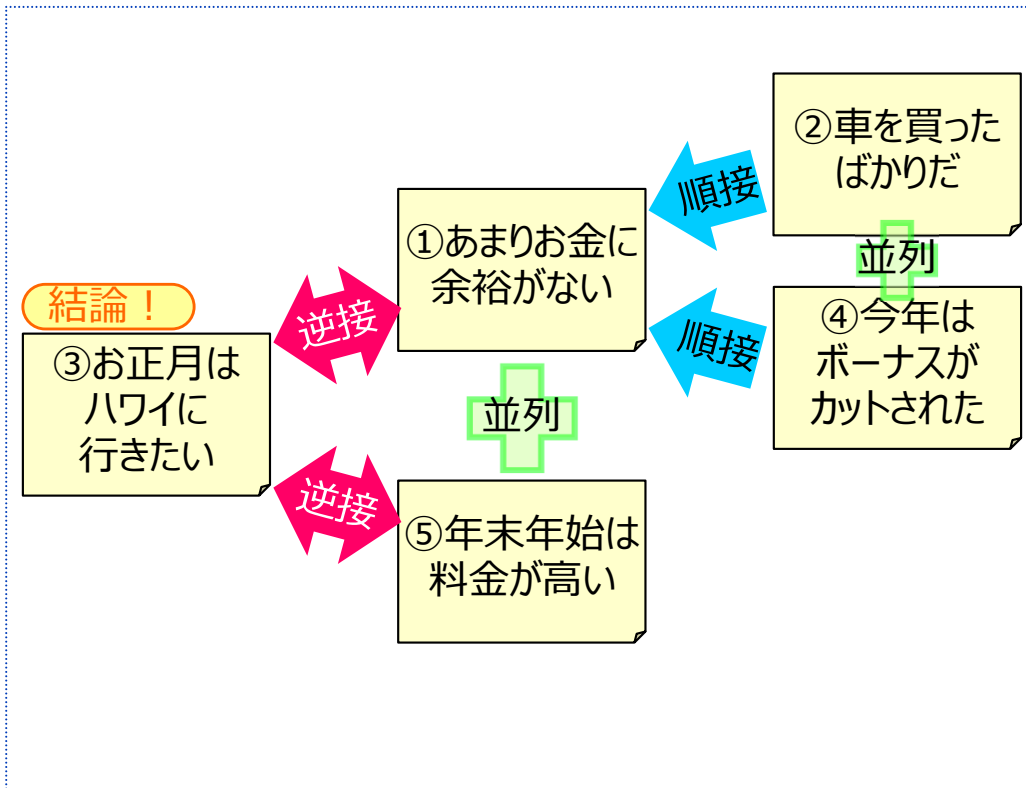 ②車を買った
ばかりだ
順接
並列
①あまりお金に
余裕がない
結論！
逆接
順接
④今年は
ボーナスが
カットされた
③お正月は
ハワイに
行きたい
並列
逆接
⑤年末年始は
料金が高い